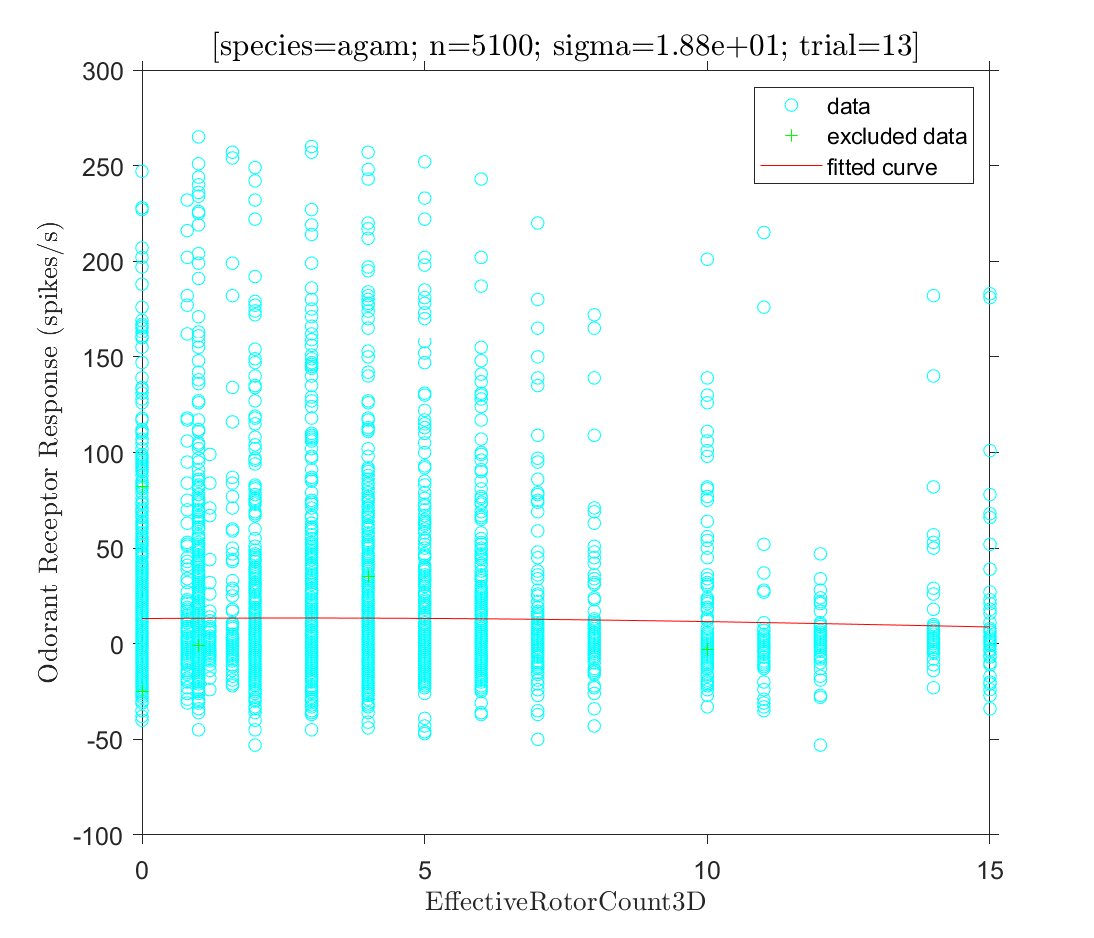 [species=agam; n=5100; sigma=1.88e+01; trial=13]
300
250
200
150
100
50
0
-50
-100
Odorant Receptor Response (spikes/s)
data
excluded data
fitted curve
0
5
10
15
EffectiveRotorCount3D